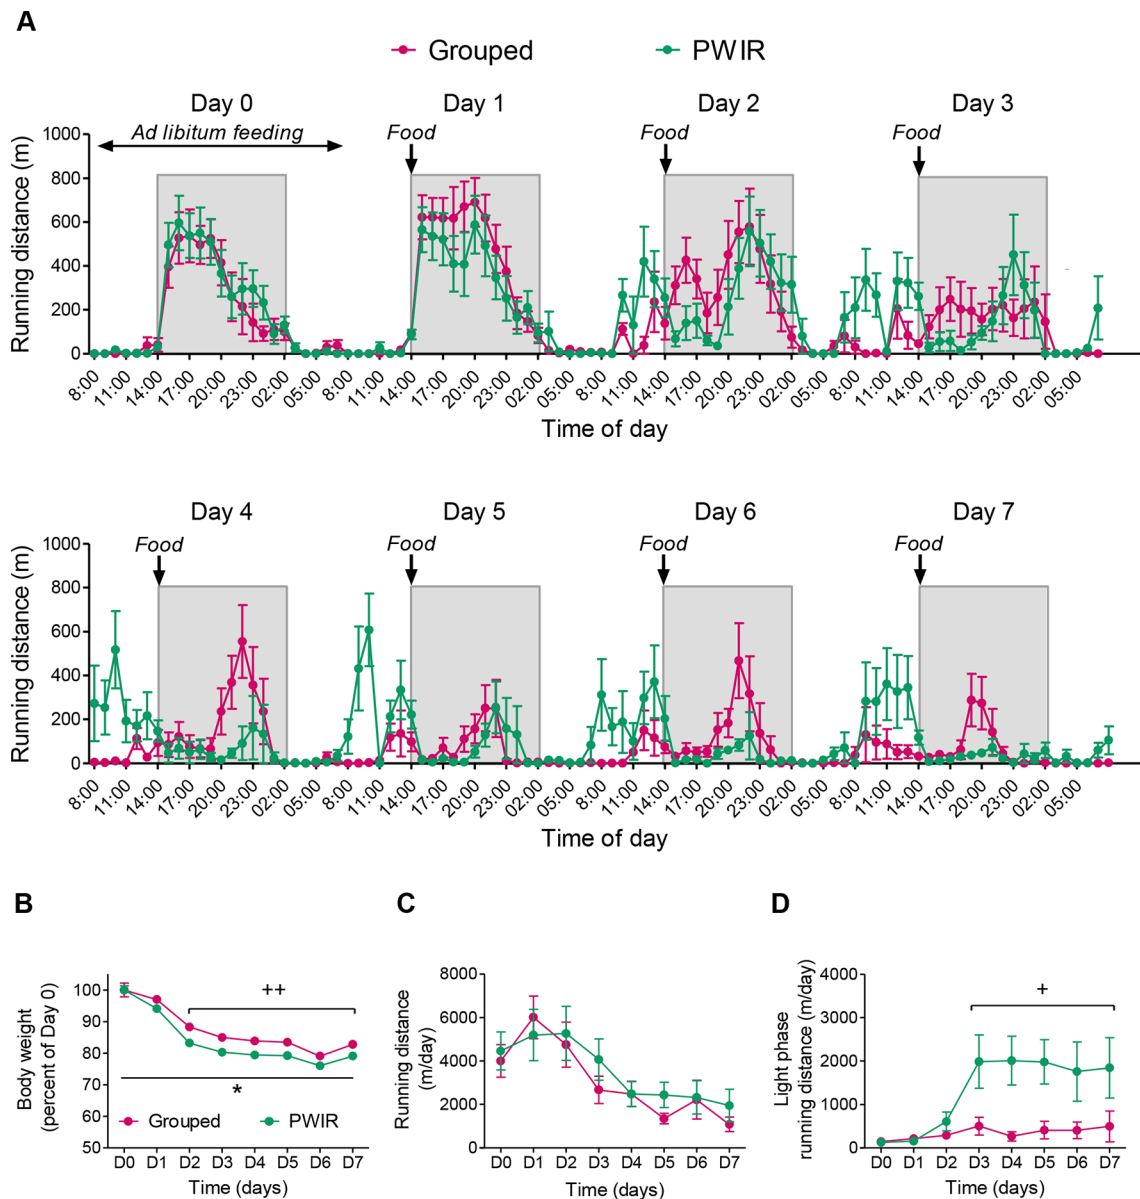 A
Grouped PWIR
Day 0 Day 1 Day 2 Day 3
Ad libitum feeding Food Food Food
Running distance (m)
1000
800
600
400
200
0
8:00 11:00 14:00 17:00 20:00 23:00 02:00 05:00 8:00 11:00 14:00 17:00 20:00 23:00 02:00 05:00 8:00 11:00 14:00 17:00 20:00 23:00 02:00 05:00 8:00 11:00 14:00 17:00 20:00 23:00 02:00 05:00
Time of day
Day 4 Day 5 Day 6 Day 7
Food Food Food Food
Running distance (m)
1000
800
600
400
200
0
8:00 11:00 14:00 17:00 20:00 23:00 02:00 05:00 8:00 11:00 14:00 17:00 20:00 23:00 02:00 05:00 8:00 11:00 14:00 17:00 20:00 23:00 02:00 05:00 8:00 11:00 14:00 17:00 20:00 23:00 02:00 05:00
Time of day
B
Body weight
(percent of Day 0)
100
90
80
70
60
50
++
*
Grouped PWIR
D0 D1 D2 D3 D4 D5 D6 D7
Time (days)
C
Running distance
(m/day)
8000
6000
4000
2000
0
D0 D1 D2 D3 D4 D5 D6 D7
Time (days)
D
Light phase
running distance (m/day)
4000
3000
2000
1000
0
+
D0 D1 D2 D3 D4 D5 D6 D7
Time (days)